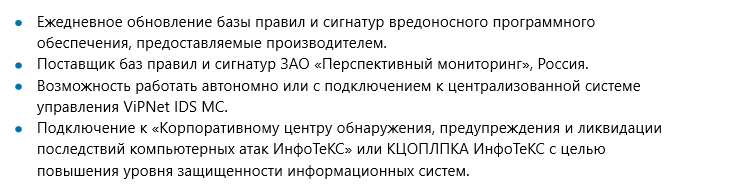 • Ежедневное обновление базы правил и сигнатур вредоносного программного
обеспечения, предоставляемые производителем.
• Поставщик баз правил и сигнатур ЗАО «Перспективный мониторинг», Россия.
• Возможность работать автономно или с подключением к централизованной системе
управления ViPNet IDS MC.
• Подключение к «Корпоративному центру обнаружения, предупреждения и ликвидации
последствий компьютерных атак ИнфоТеКС» или КЦОПЛПКА ИнфоТеКС с целью
повышения уровня защищенности информационных систем.